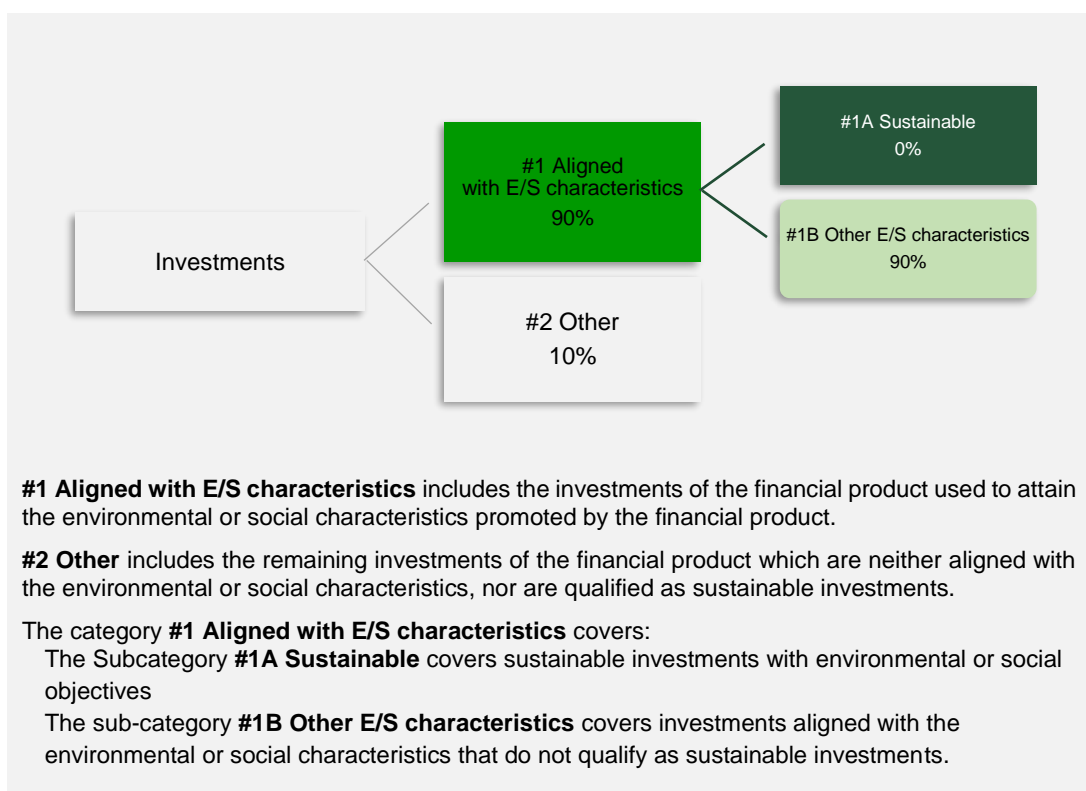 #1A Sustainable
0%
#1 Aligned
with E/S characteristics
90%
#1B Other E/S characteristics
90%
Investments
#2 Other
10%
#1 Aligned with E/S characteristics includes the investments of the financial product used to attain
the environmental or social characteristics promoted by the financial product.
#2 Other includes the remaining investments of the financial product which are neither aligned with
the environmental or social characteristics, nor are qualified as sustainable investments.
The category #1 Aligned with E/S characteristics covers:
The Subcategory #1A Sustainable covers sustainable investments with environmental or social
objectives
The sub-category #1B Other E/S characteristics covers investments aligned with the
environmental or social characteristics that do not qualify as sustainable investments.